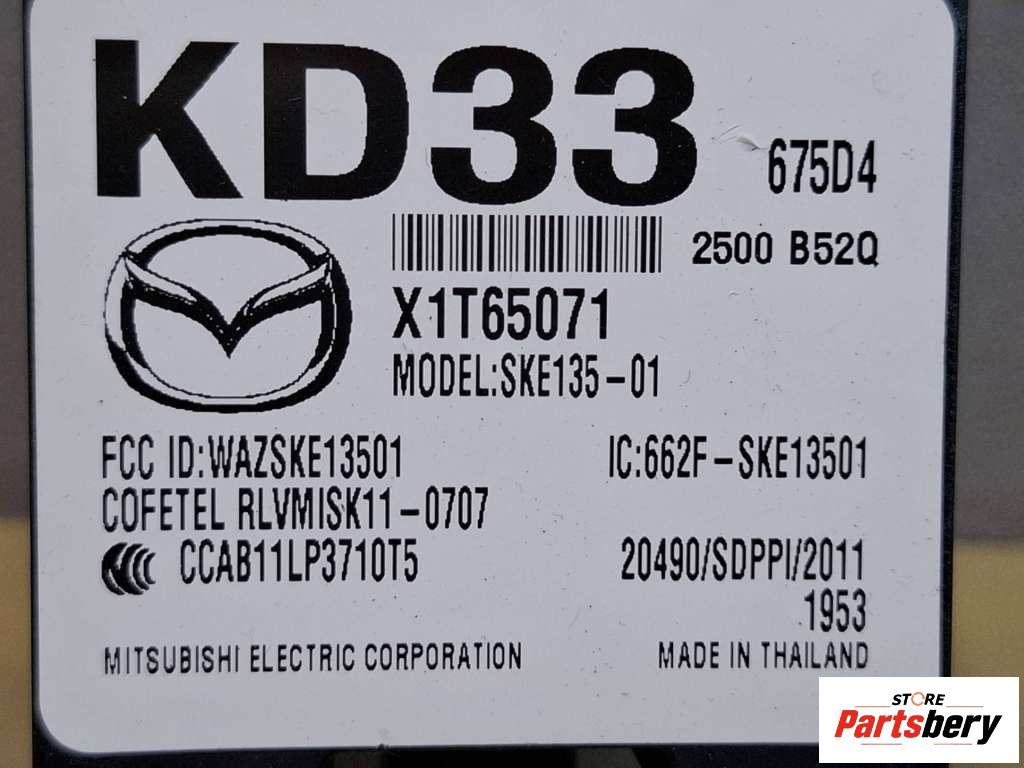 KD33 675D4
2500 B52Q
X1T65071
MODEL:SKE135-01
FCC ID:WAZSKE13501 IC:662F-SKE13501
COFETEL RLVMISK11-0707
CCAB11LP3710T5 20490/SDPPI/2011
1953
MITSUBISHI ELECTRIC CORPORATION MADE IN THAILAND
STORE
Partsbery